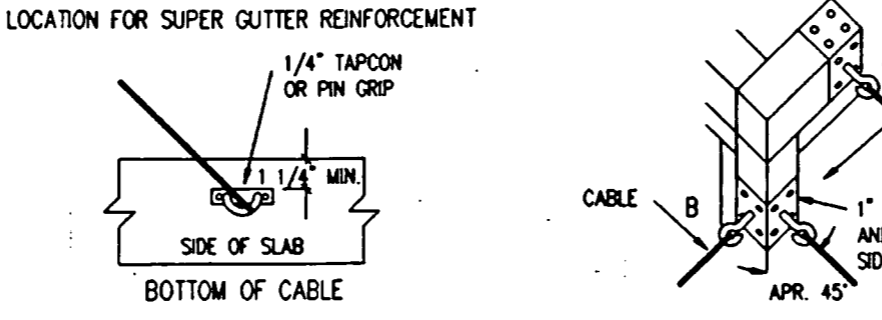 LOCATION FOR SUPER GUTTER REINFORCEMENT
1/4" TAPCON
OR PIN GRIP
1 1/4" MIN.
SIDE OF SLAB
BOTTOM OF CABLE
CABLE
B
1"
SID
APR. 45°